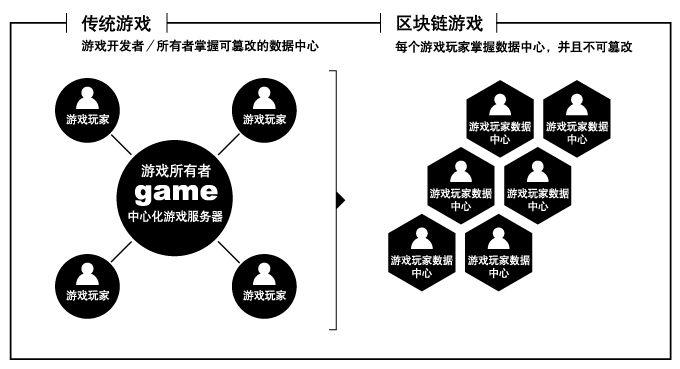 传统游戏
游戏开发者／所有者掌握可篡改的数据中心
游戏玩家
游戏玩家
游戏所有者
game
中心化游戏服务器
游戏玩家
游戏玩家
区块链游戏
每个游戏玩家掌握数据中心，并且不可篡改
游戏玩家数据
中心
游戏玩家数据
中心
游戏玩家数据
中心
游戏玩家数据
中心
游戏玩家数据
中心
游戏玩家数据
中心